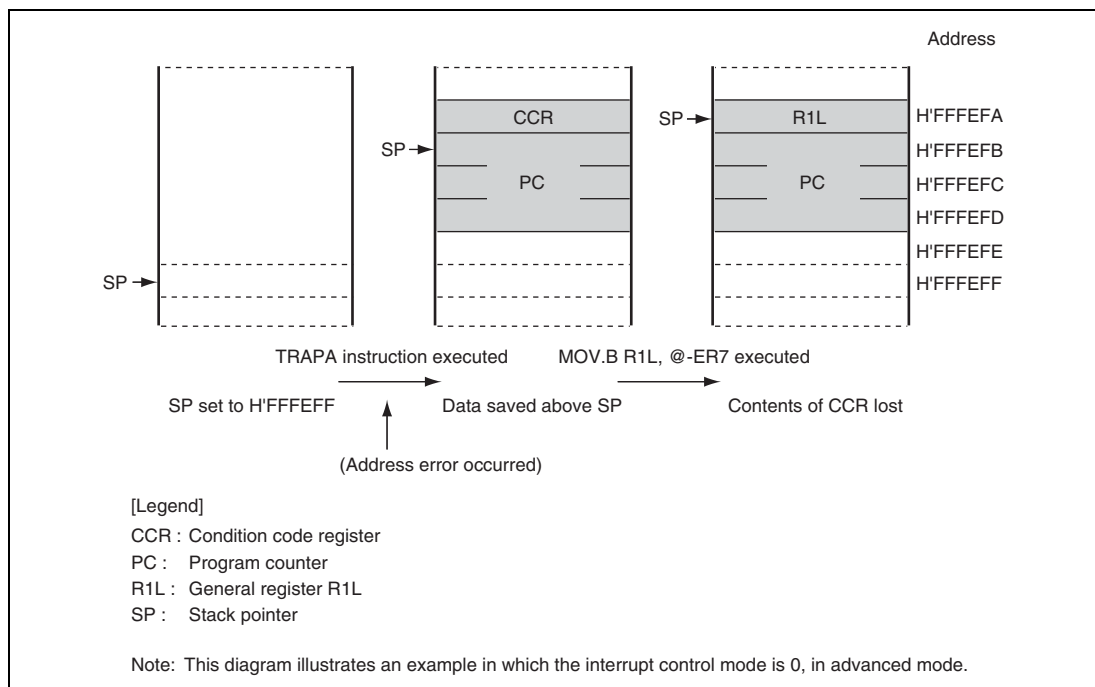 Address
CCR
SP
R1L
H'FFFEFA
SP
H'FFFEFB
PC
PC
H'FFFEFC
H'FFFEFD
H'FFFEFE
SP
H'FFFEFF
TRAPA instruction executed
MOV.B R1L, @-ER7 executed
SP set to H'FFFEFF
Data saved above SP
Contents of CCR lost
(Address error occurred)
[Legend]
CCR : Condition code register
PC : Program counter
R1L : General register R1L
SP : Stack pointer
Note: This diagram illustrates an example in which the interrupt control mode is 0, in advanced mode.